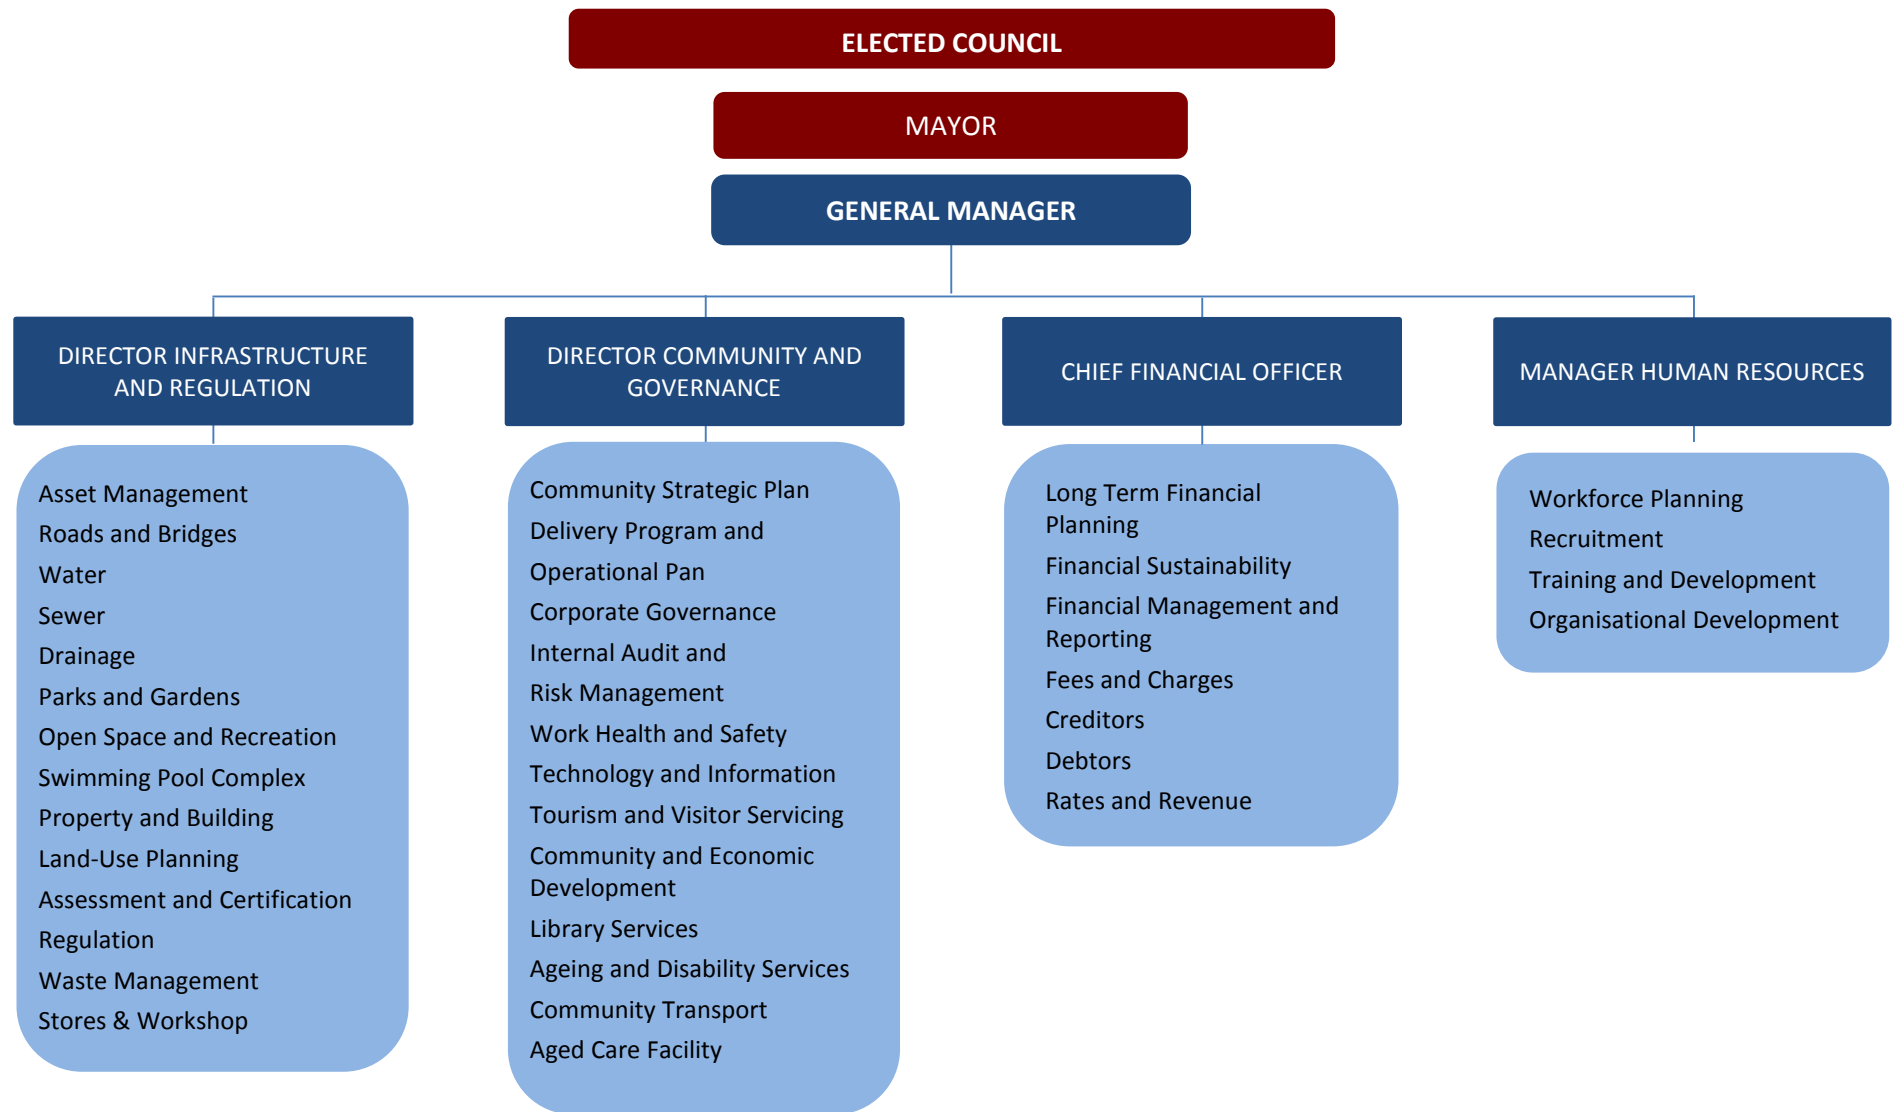 ELECTED COUNCIL
MAYOR
GENERAL MANAGER
DIRECTOR INFRASTRUCTURE
AND REGULATION
Asset Management
Roads and Bridges
Water
Sewer
Drainage
Parks and Gardens
Open Space and Recreation
Swimming Pool Complex
Property and Building
Land-Use Planning
Assessment and Certification
Regulation
Waste Management
Stores & Workshop
DIRECTOR COMMUNITY AND
GOVERNANCE
Community Strategic Plan
Delivery Program and
Operational Pan
Corporate Governance
Internal Audit and
Risk Management
Work Health and Safety
Technology and Information
Tourism and Visitor Servicing
Community and Economic
Development
Library Services
Ageing and Disability Services
Community Transport
Aged Care Facility
CHIEF FINANCIAL OFFICER
Long Term Financial
Planning
Financial Sustainability
Financial Management and
Reporting
Fees and Charges
Creditors
Debtors
Rates and Revenue
MANAGER HUMAN RESOURCES
Workforce Planning
Recruitment
Training and Development
Organisational Development